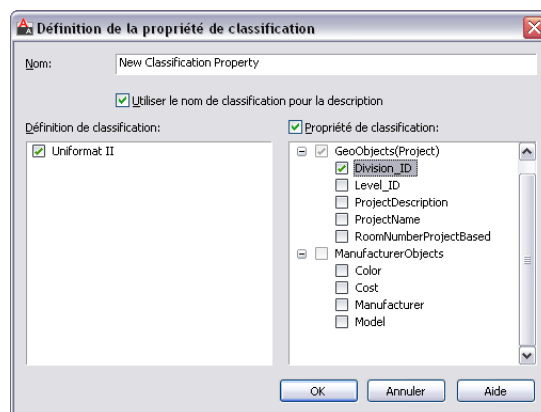 Définition de la propriété de classification
Nom: New Classification Property
Utiliser le nom de classification pour la description
Définition de classification:
Uniformat II
Propriété de classification:
GeoObjects(Project)
Division_ID
Level_ID
ProjectDescription
ProjectName
RoomNumberProjectBased
ManufacturerObjects
Color
Cost
Manufacturer
Model
OK Annuler Aide